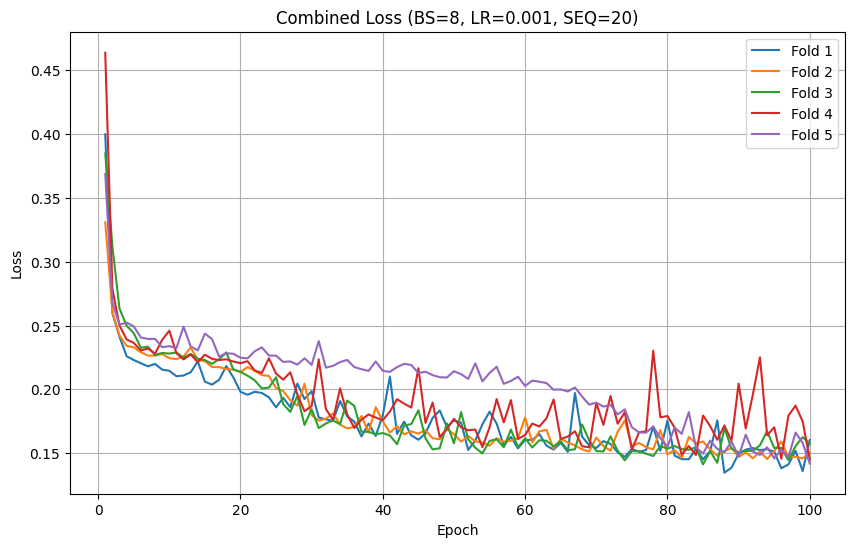 Combined Loss (BS=8, LR=0.001, SEQ=20)
Fold 1
Fold 2
Fold 3
Fold 4
Fold 5
Loss
0.45
0.40
0.35
0.30
0.25
0.20
0.15
0
20
40
60
80
100
Epoch